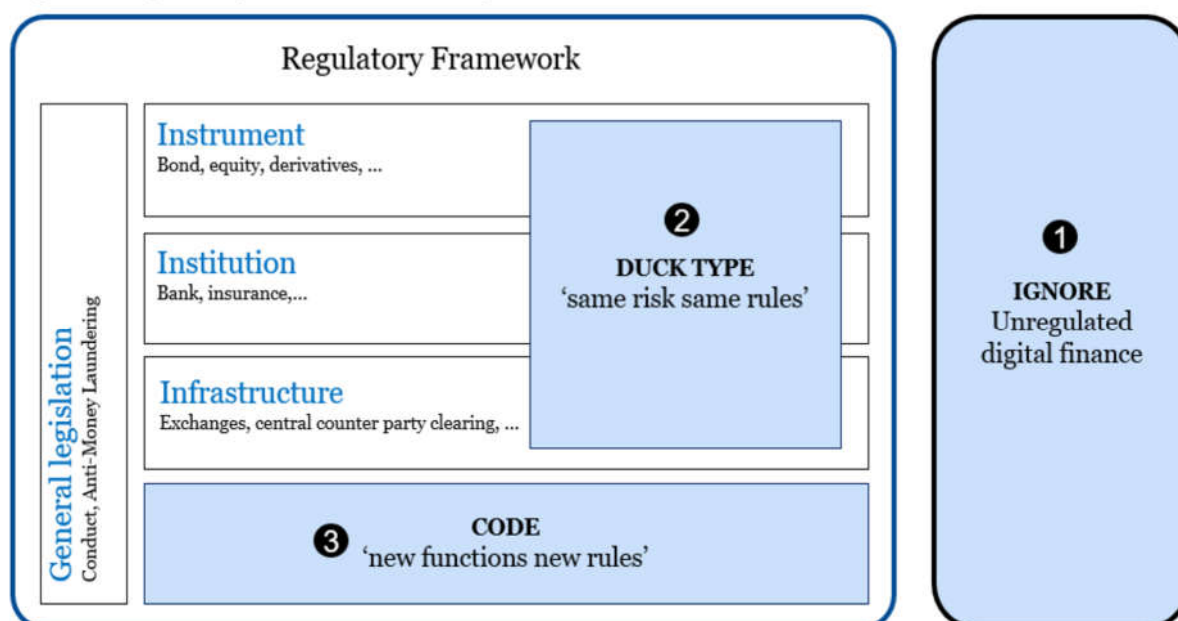 Regulatory Framework
General legislation
Conduct, Anti-Money Laundering
Instrument
Bond, equity, derivatives, ...
Institution
Bank, insurance,...
Infrastructure
Exchanges, central counter party clearing, ...
2
DUCK TYPE
‘same risk same rules’
3
CODE
‘new functions new rules’
1
IGNORE
Unregulated
digital finance